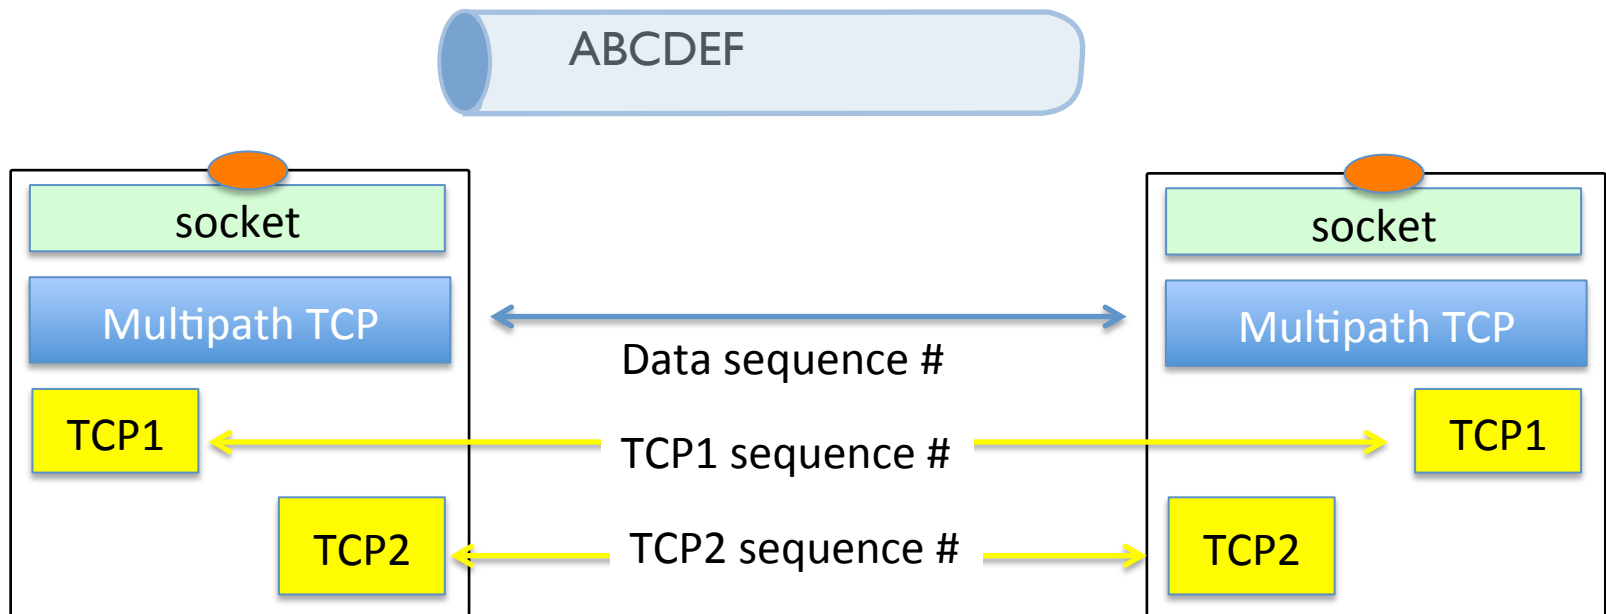 ABCDEF
socket
socket
Multipath TCP
Multipath TCP
Data sequence #
TCP1
TCP1 sequence #
TCP1
TCP2
TCP2 sequence #
TCP2